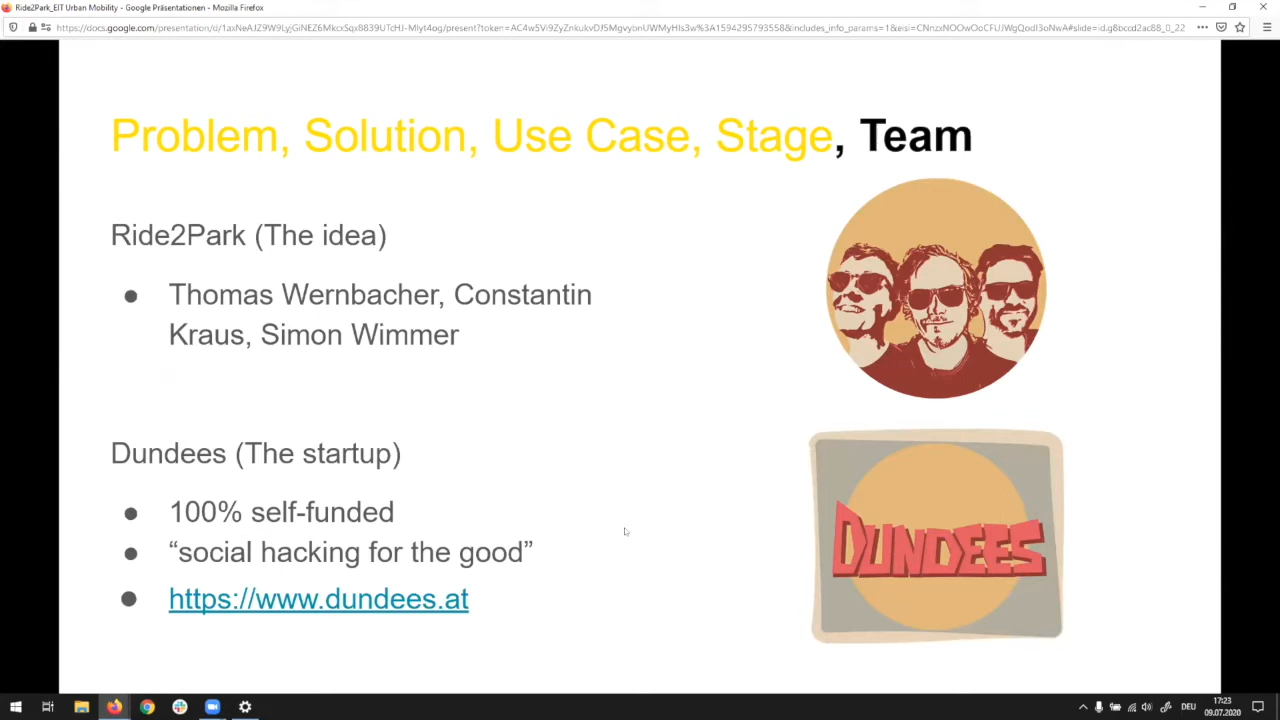 Ride2Park_EIT Urban Mobility - Google Präsentationen - Mozilla Firefox
Problem, Solution, Use Case, Stage, Team
Ride2Park (The idea)
● Thomas Wernbacher, Constantin
Kraus, Simon Wimmer
Dundees (The startup)
● 100% self-funded
● “social hacking for the good”
● https://www.dundees.at
DUNDEES
DEU
17:23
09.07.2020